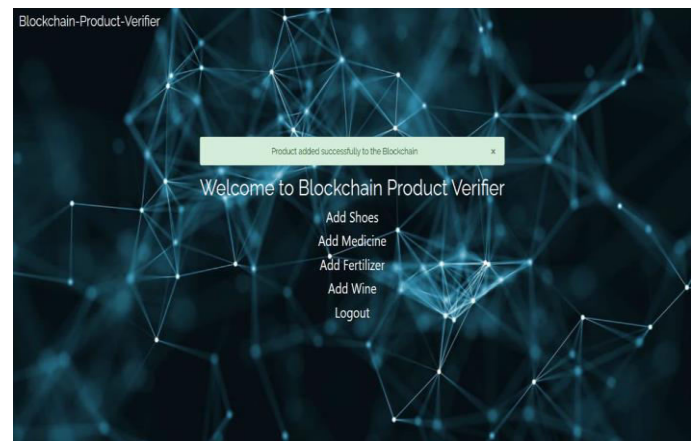 Blockchain-Product-Verifier
Product added successfully to the Blockchain x
Welcome to Blockchain Product Verifier
Add Shoes
Add Medicine
Add Fertilizer
Add Wine
Logout